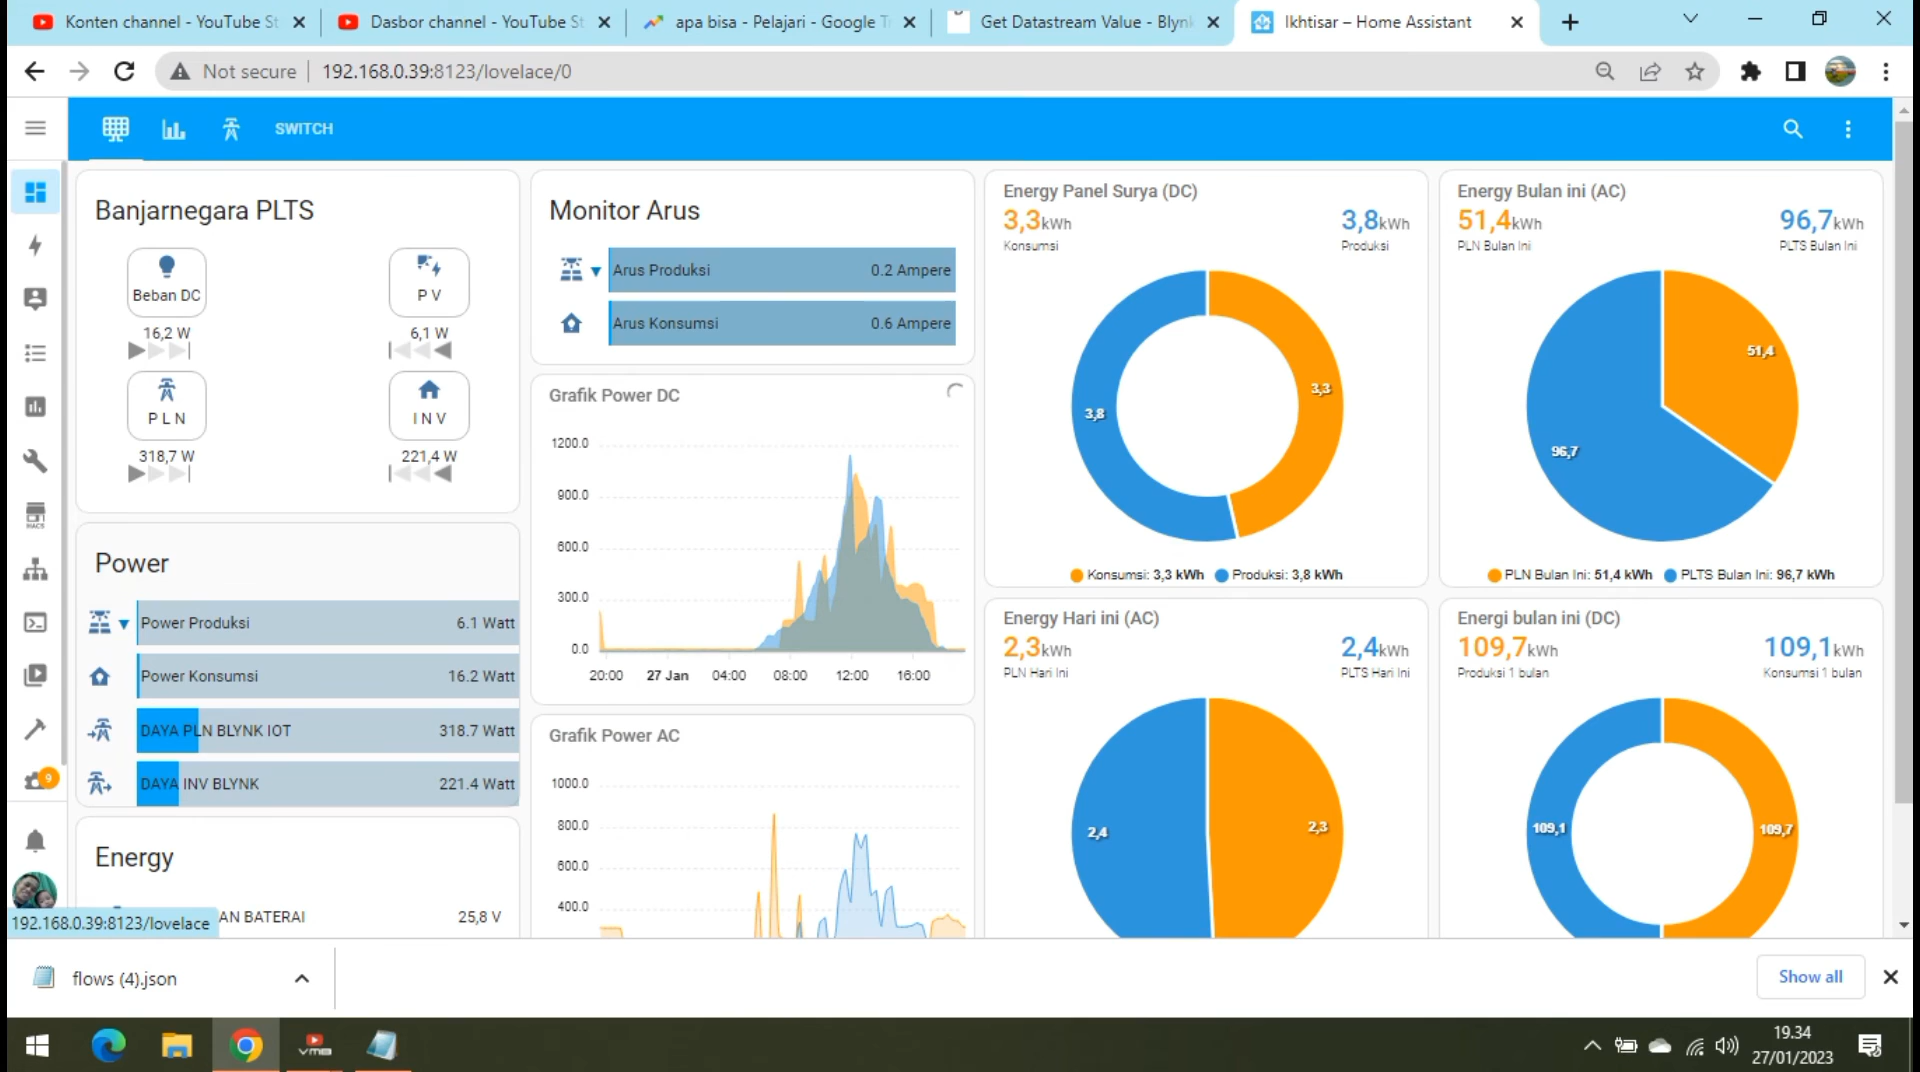 Konten channel - YouTube St
Dasbor channel - YouTube St
apa bisa - Pelajari - Google Tr
Get Datastream Value - Blynk
Ikhtisar – Home Assistant
Not secure
192.168.0.39:8123/lovelace/0
SWITCH
Banjarnegara PLTS
Beban DC
16,2 W
P V
6,1 W
P L N
318,7 W
I N V
221,4 W
Power
Power Produksi
6.1 Watt
Power Konsumsi
16.2 Watt
DAYA PLN BLYNK IOT
318.7 Watt
DAYA INV BLYNK
221.4 Watt
Energy
AN BATERAI
25,8 V
Monitor Arus
Arus Produksi
0.2 Ampere
Arus Konsumsi
0.6 Ampere
Grafik Power DC
1200.0
900.0
600.0
300.0
0.0
20:00 27 Jan 04:00 08:00 12:00 16:00
Grafik Power AC
1000.0
800.0
600.0
400.0
Energy Panel Surya (DC)
3,3kWh
Konsumsi
3,8kWh
Produksi
3,3
3,8
Konsumsi: 3,3 kWh Produksi: 3,8 kWh
Energy Bulan ini (AC)
51,4kWh
PLN Bulan Ini
96,7kWh
PLTS Bulan Ini
51,4
96,7
PLN Bulan Ini: 51,4 kWh PLTS Bulan Ini: 96,7 kWh
Energy Hari ini (AC)
2,3kWh
PLN Hari Ini
2,4kWh
PLTS Hari Ini
2,4
2,3
Energi bulan ini (DC)
109,7kWh
Produksi 1 bulan
109,1kWh
Konsumsi 1 bulan
109,1
109,7
HACS
9
192.168.0.39:8123/lovelace
flows (4).json
Show all
VMB
19.34
27/01/2023